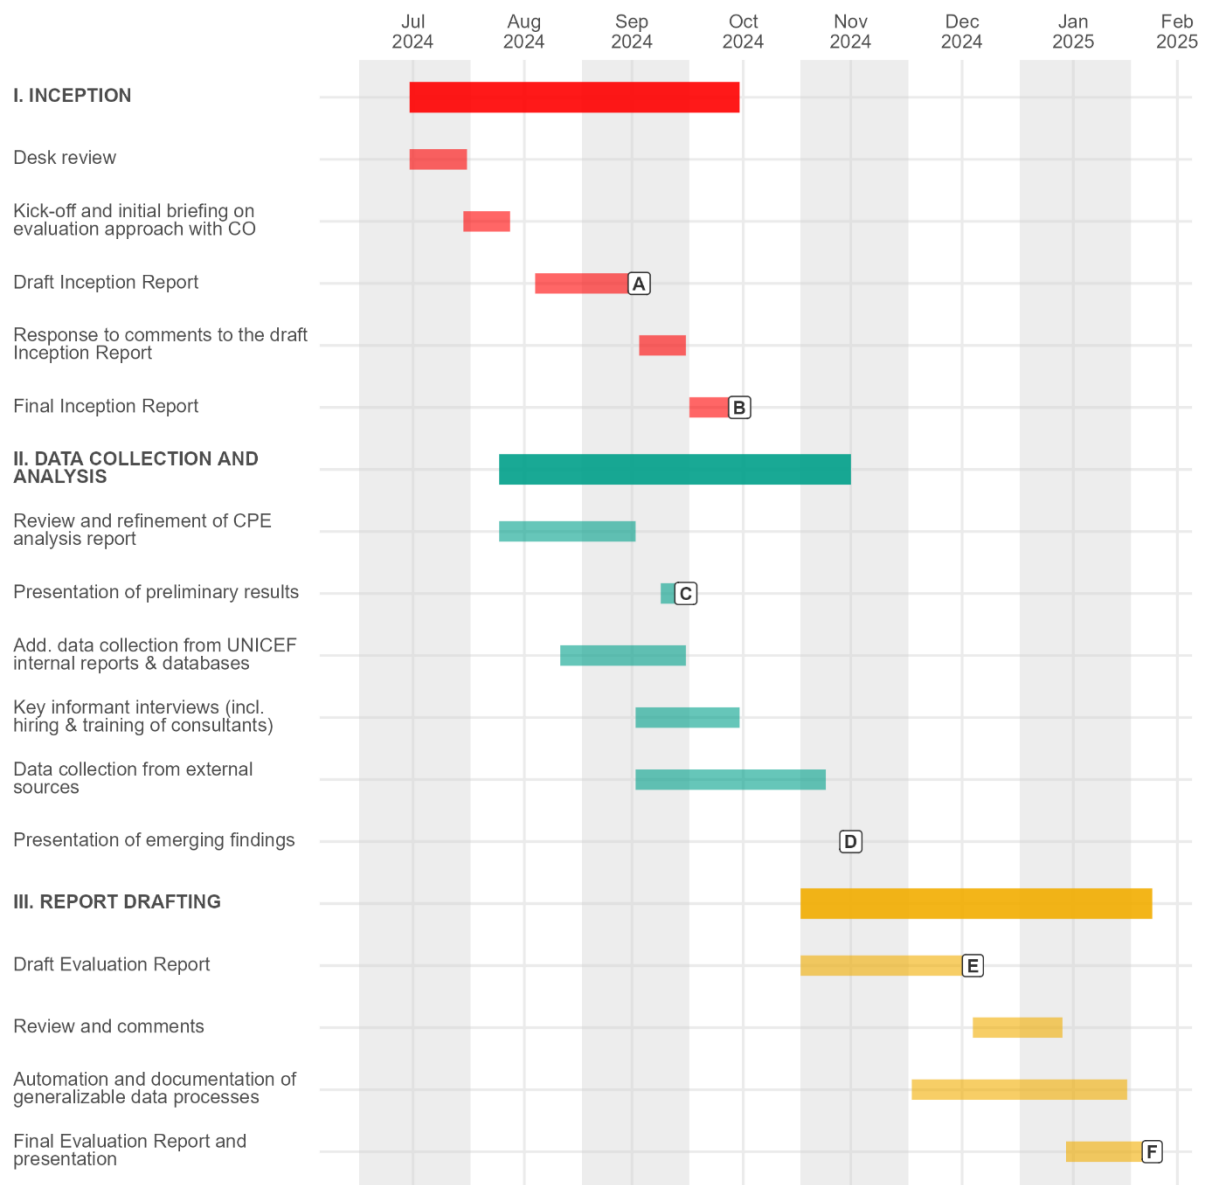 Jul Aug Sep Oct Nov Dec Jan Feb
2024 2024 2024 2024 2024 2024 2025 2025
I. INCEPTION
Desk review
Kick-off and initial briefing on
evaluation approach with CO
Draft Inception Report A
Response to comments to the draft
Inception Report
Final Inception Report B
II. DATA COLLECTION AND
ANALYSIS
Review and refinement of CPE
analysis report
Presentation of preliminary results C
Add. data collection from UNICEF
internal reports & databases
Key informant interviews (incl.
hiring & training of consultants)
Data collection from external
sources
Presentation of emerging findings D
III. REPORT DRAFTING
Draft Evaluation Report E
Review and comments
Automation and documentation of
generalizable data processes
Final Evaluation Report and
presentation F